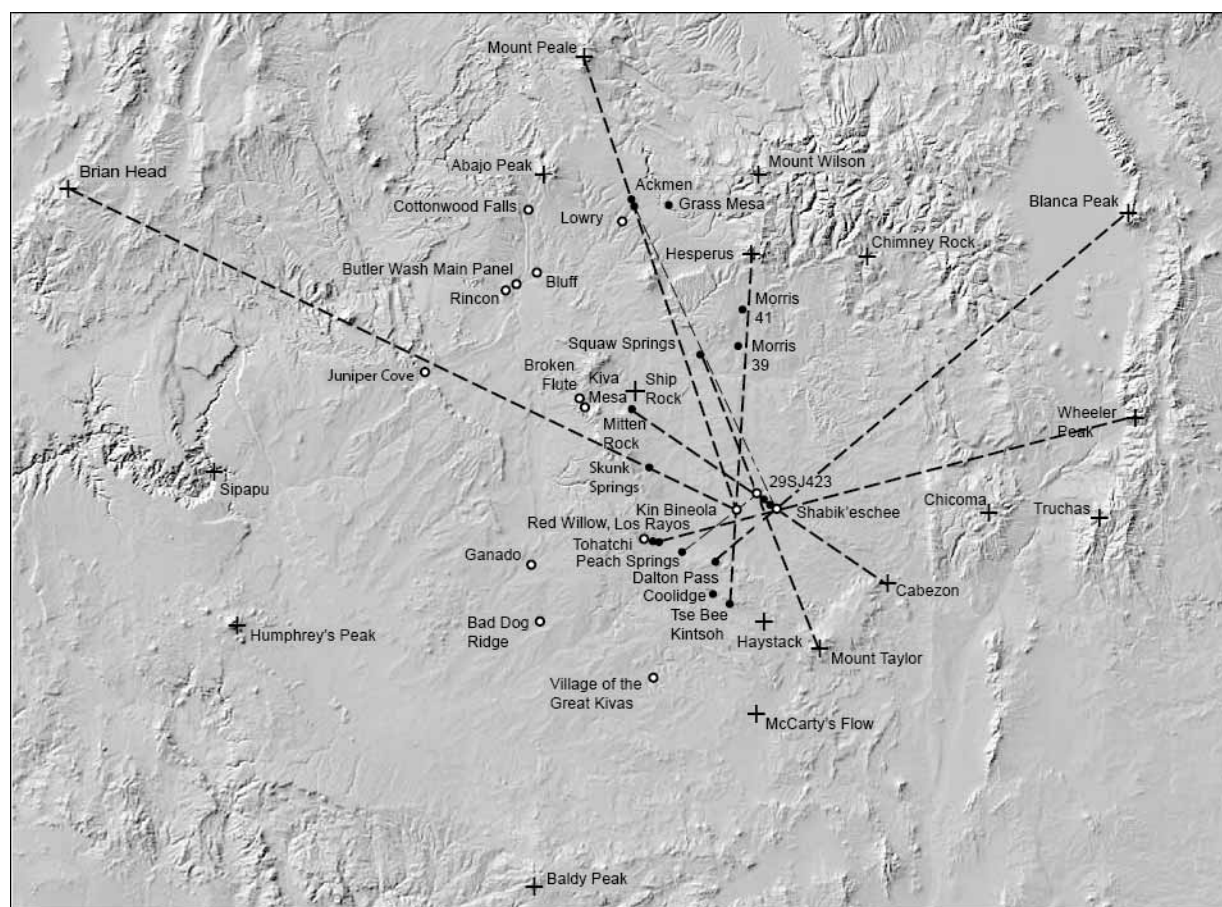 Mount Peale
Brian Head
Abajo Peak
Mount Wilson
Ackmen
Grass Mesa
Cottonwood Falls
Lowry
Blanca Peak
Chimney Rock
Hesperus
Butler Wash Main Panel
Bluff
Rincon
Morris
41
Squaw Springs
Morris
39
Juniper Cove
Broken
Flute
Kiva
Mesa
Ship
Rock
Mitten
Rock
Wheeler
Peak
Skunk
Springs
Sipapu
29SJ423
Kin Bineola
Shabik'eschee
Chicoma
Truchas
Red Willow, Los Rayos
Tohatchi
Peach Springs
Ganado
Dalton Pass
Coolidge
Tse Bee
Kintsoh
Cabezon
Humphrey's Peak
Bad Dog
Ridge
Haystack
Mount Taylor
Village of the
Great Kivas
McCarty's Flow
Baldy Peak